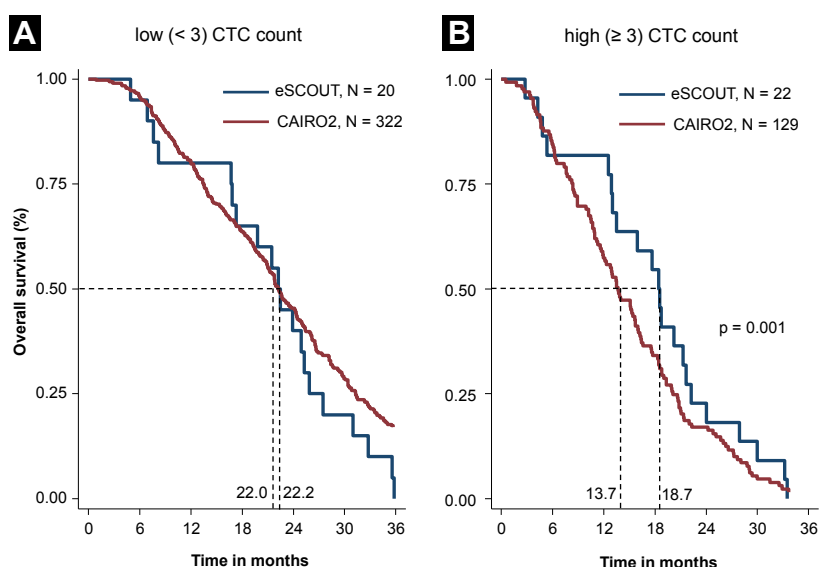 A
low (< 3) CTC count
1.00
0.75
0.50
0.25
0.00
Overall survival (%)
eSCOUT, N = 20
CAIRO2, N = 322
22.0
22.2
0 6 12 18 24 30 36
Time in months
B
high (≥ 3) CTC count
1.00
0.75
0.50
0.25
0.00
eSCOUT, N = 22
CAIRO2, N = 129
p = 0.001
13.7
18.7
0 6 12 18 24 30 36
Time in months